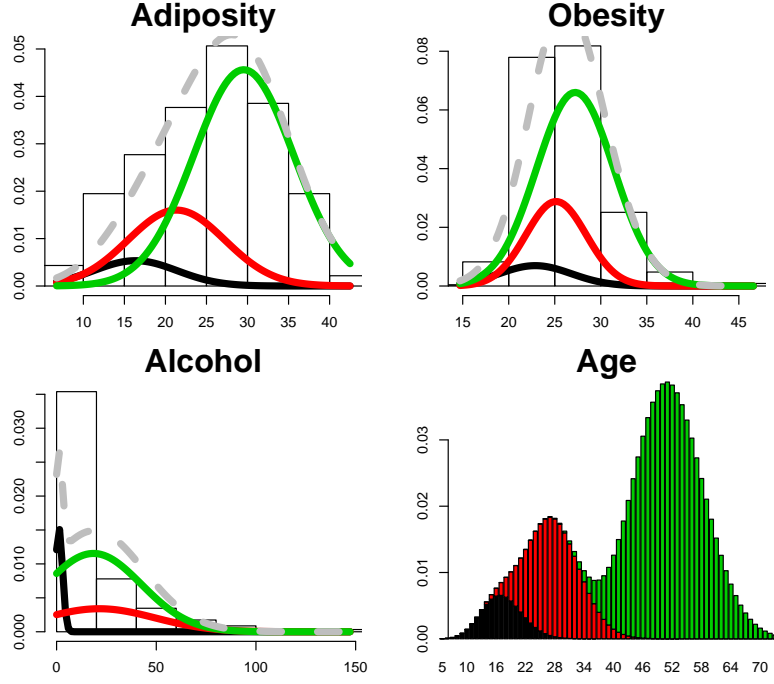 Adiposity
0.00 0.01 0.02 0.03 0.04 0.05
10 15 20 25 30 35 40
Obesity
0.00 0.02 0.04 0.06 0.08
15 20 25 30 35 40 45
Alcohol
0.000 0.010 0.020 0.030
0 50 100 150
Age
0.00 0.01 0.02 0.03
5 10 16 22 28 34 40 46 52 58 64 70